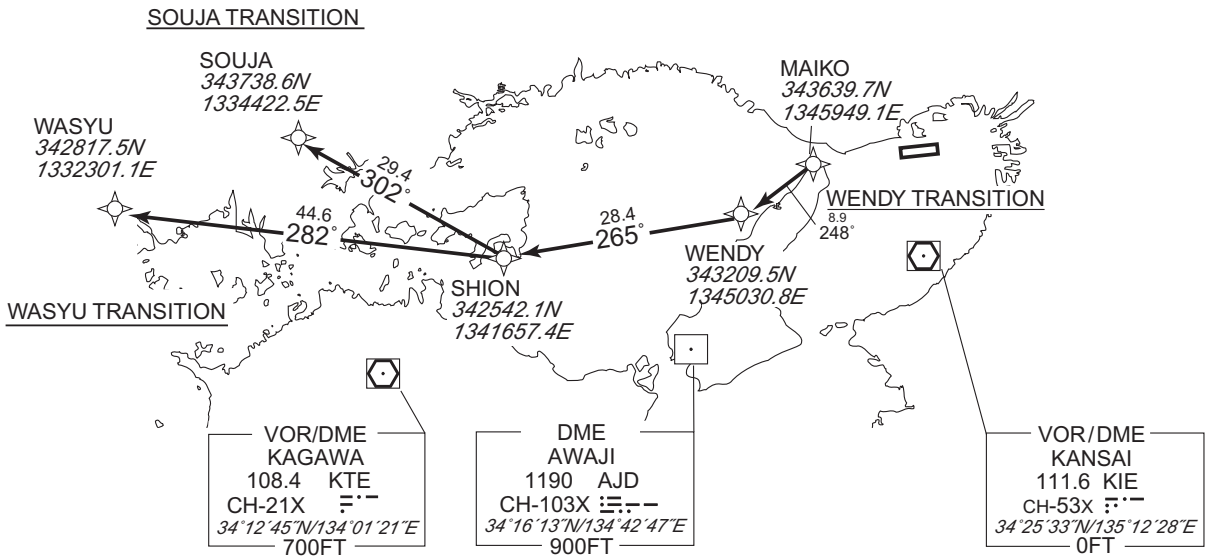 SOUJA TRANSITION
SOUJA
343738.6N
1334422.5E
MAIKO
343639.7N
1345949.1E
WASYU
342817.5N
1332301.1E
29.4
302°
44.6
282°
28.4
265°
WENDY TRANSITION
8.9
248°
WENDY
343209.5N
1345030.8E
SHION
342542.1N
1341657.4E
WASYU TRANSITION
VOR/DME
KAGAWA
108.4 KTE
CH-21X
34°12´45˝N/134°01´21˝E
700FT
DME
AWAJI
1190 AJD
CH-103X
34°16´13˝N/134°42´47˝E
900FT
VOR/DME
KANSAI
111.6 KIE
CH-53X
34°25´33˝N/135°12´28˝E
0FT